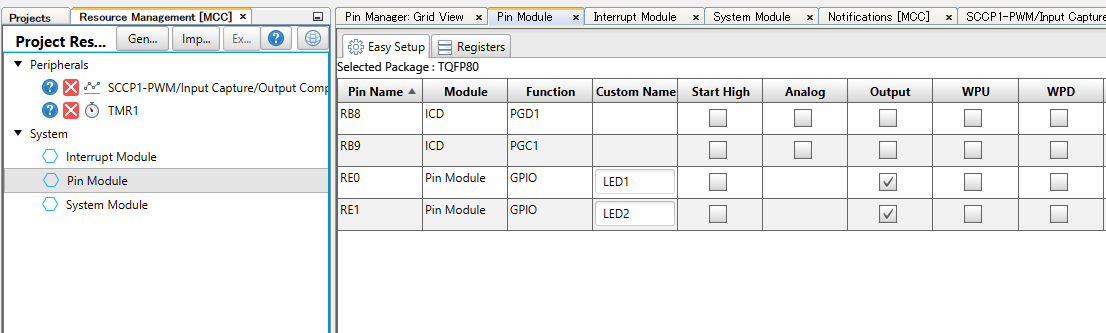 Projects Resource Management [MCC] ×
Project Res... Gen... Imp... Ex... ?
Peripherals
? SCCP1-PWM/Input Capture/Output Comp
? TMR1
System
Interrupt Module
Pin Module
System Module
Pin Manager: Grid View × Pin Module × Interrupt Module × System Module × Notifications [MCC] × SCCP1-PWM/Input Capture
Easy Setup Registers
Selected Package : TQFP80
Pin Name Module Function Custom Name Start High Analog Output WPU WPD
RB8 ICD PGD1
RB9 ICD PGC1
RE0 Pin Module GPIO LED1
RE1 Pin Module GPIO LED2